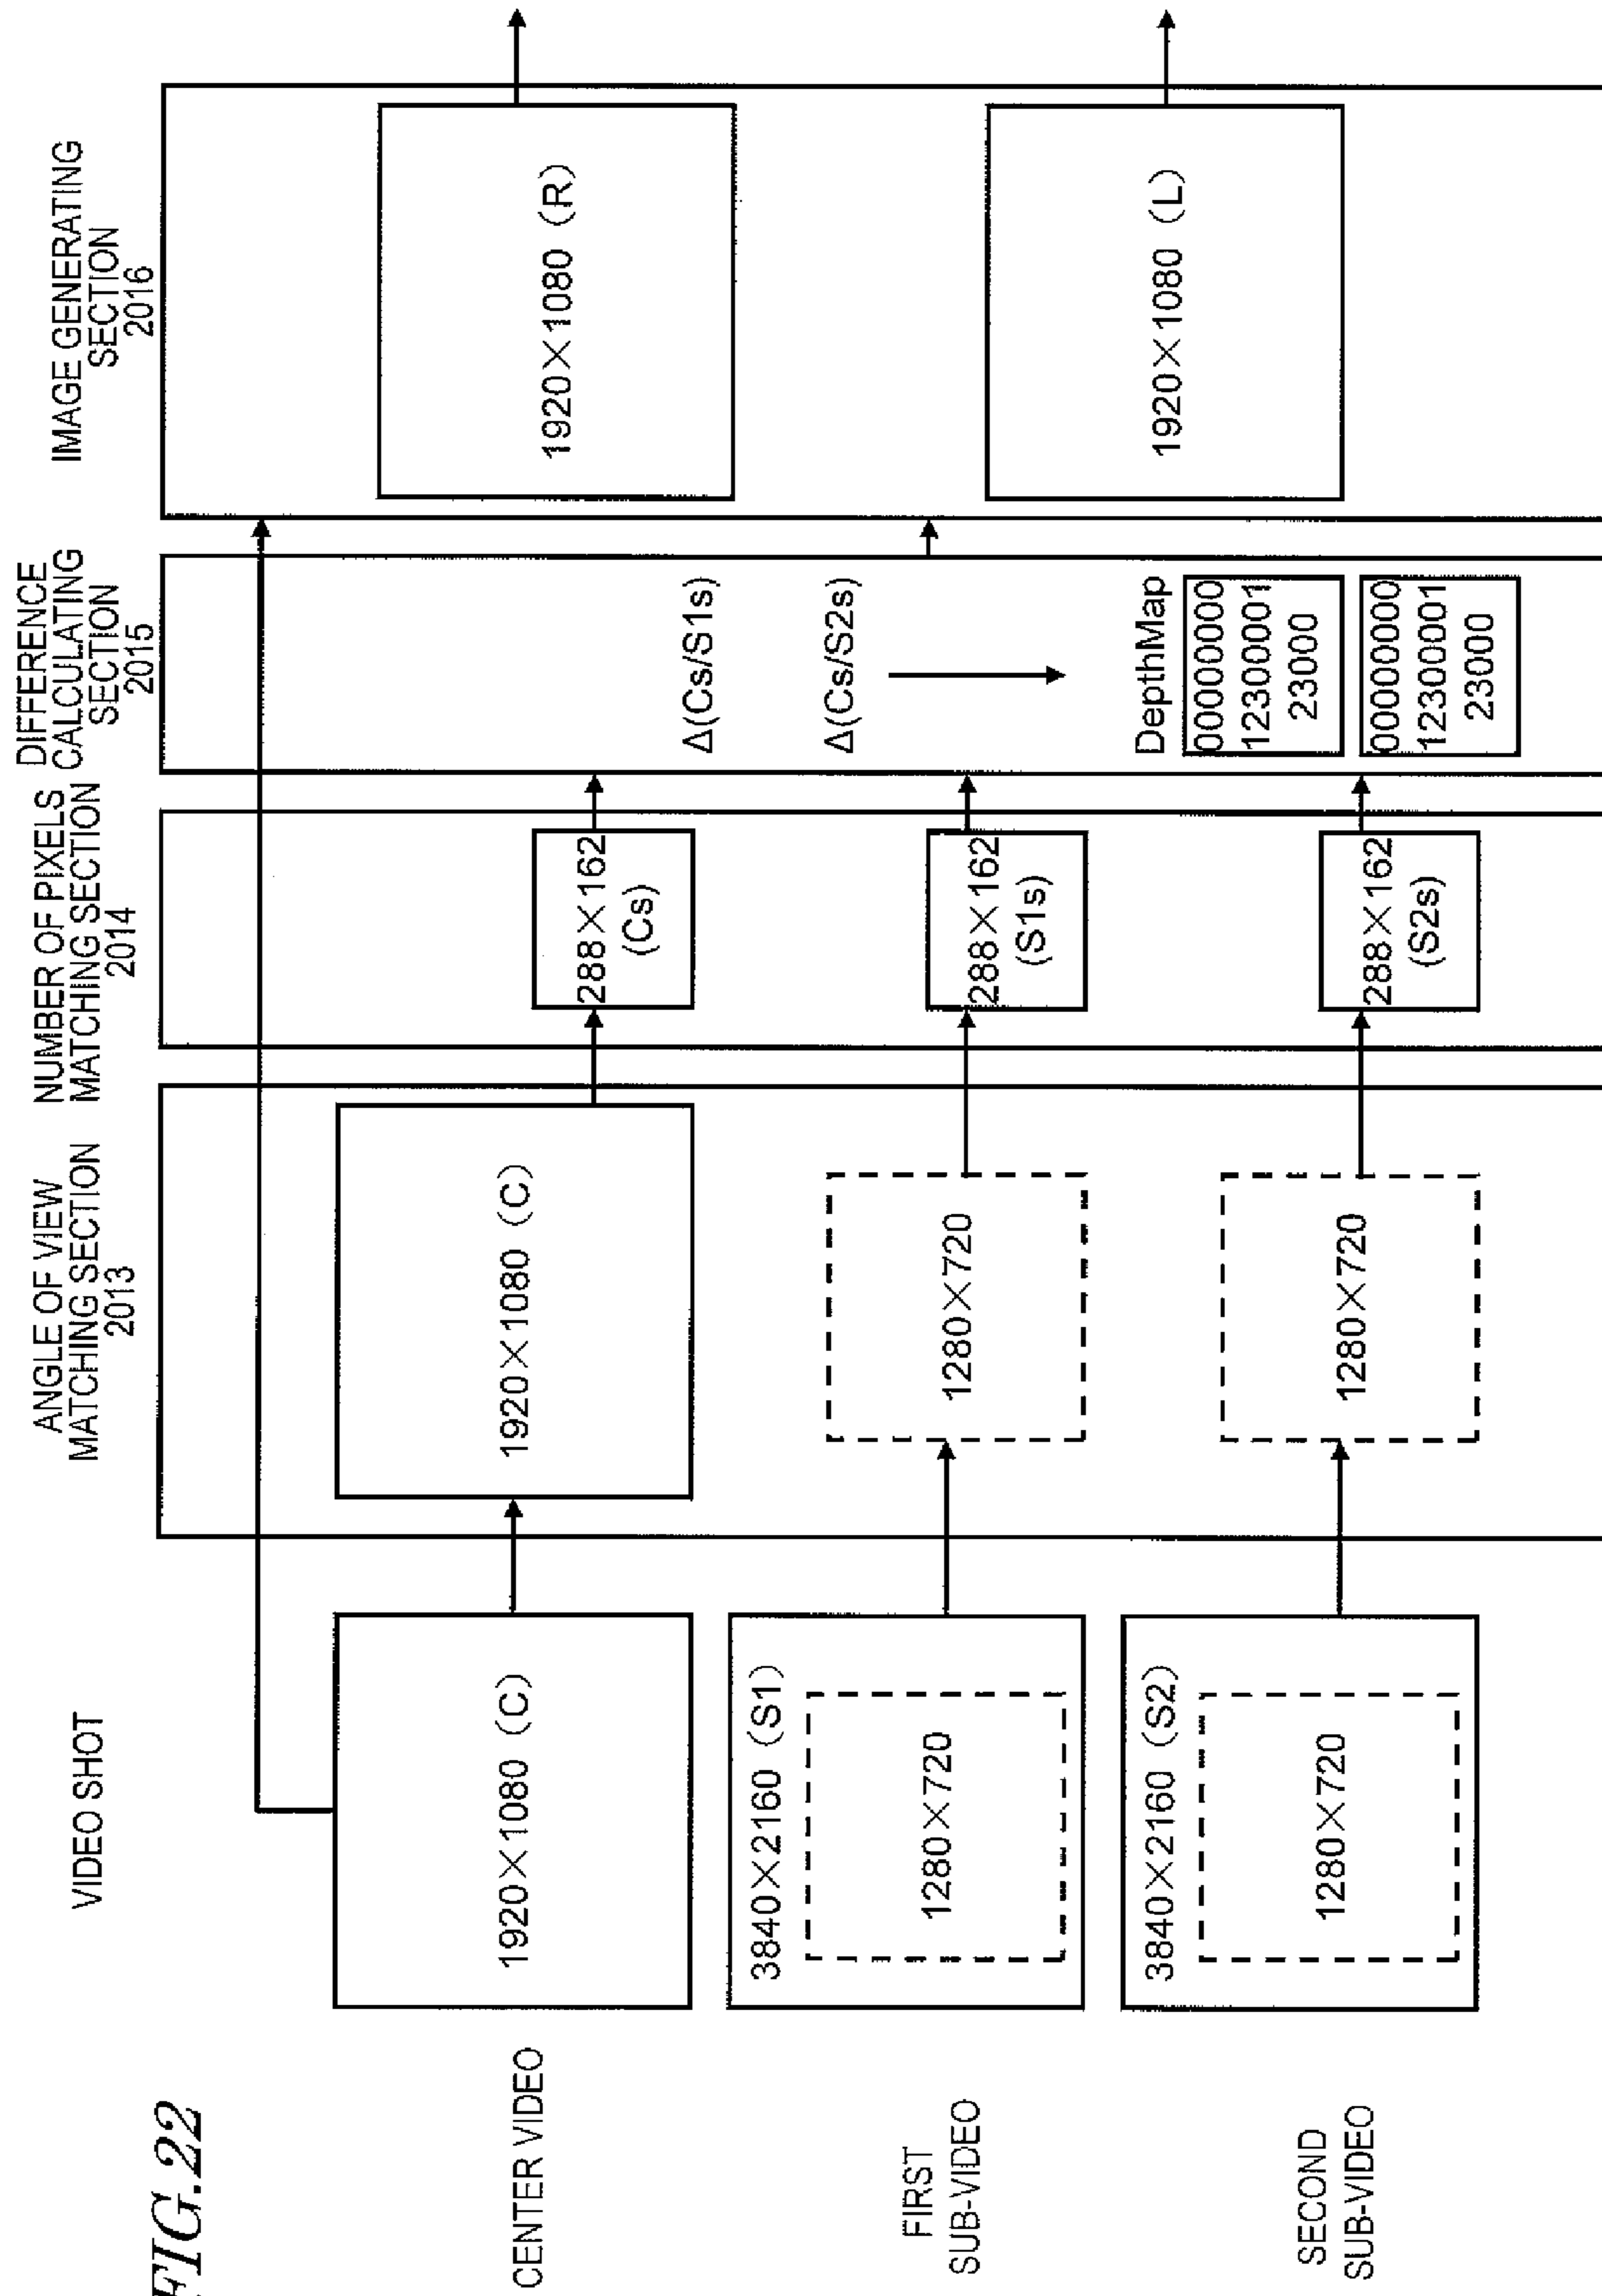 FIG.22
VIDEO SHOT
ANGLE OF VIEW
MATCHING SECTION
2013
NUMBER OF PIXELS
MATCHING SECTION
2014
DIFFERENCE
CALCULATING
SECTION
2015
IMAGE GENERATING
SECTION
2016
CENTER VIDEO
1920×1080 (C)
1920×1080 (C)
288×162
(Cs)
Δ(Cs/S1s)
Δ(Cs/S2s)
1920×1080 (R)
FIRST
SUB-VIDEO
3840×2160 (S1)
1280×720
1280×720
288×162
(S1s)
DepthMap
00000000
12300001
23000
00000000
12300001
23000
1920×1080 (L)
SECOND
SUB-VIDEO
3840×2160 (S2)
1280×720
1280×720
288×162
(S2s)